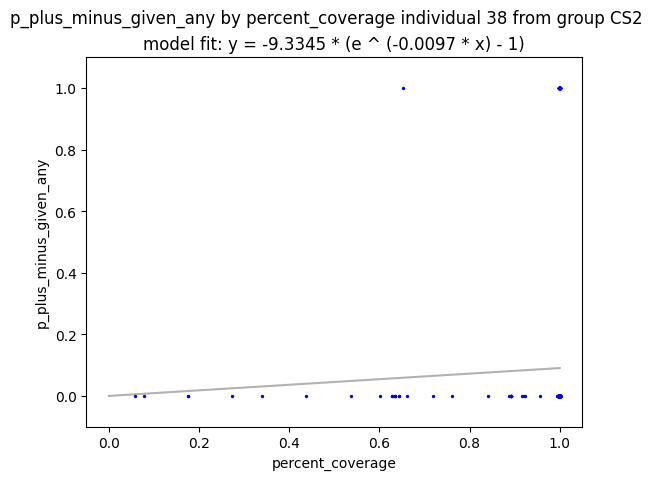 p_plus_minus_given_any by percent_coverage individual 38 from group CS2
model fit: y = -9.3345 * (e ^ (-0.0097 * x) - 1)
1.0
0.8
0.6
0.4
0.2
0.0
p_plus_minus_given_any
0.0 0.2 0.4 0.6 0.8 1.0
percent_coverage